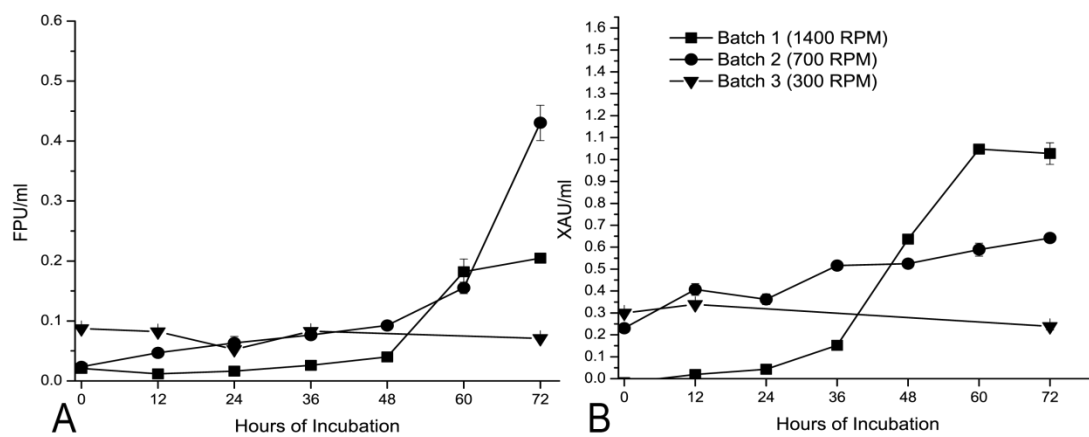 0.6
0.5
0.4
0.3
0.2
0.1
0.0
FPU/ml
0 12 24 36 48 60 72
Hours of Incubation
A
1.6
1.5
1.4
1.3
1.2
1.1
1.0
0.9
0.8
0.7
0.6
0.5
0.4
0.3
0.2
0.1
0.0
XAU/ml
Batch 1 (1400 RPM)
Batch 2 (700 RPM)
Batch 3 (300 RPM)
0 12 24 36 48 60 72
Hours of Incubation
B